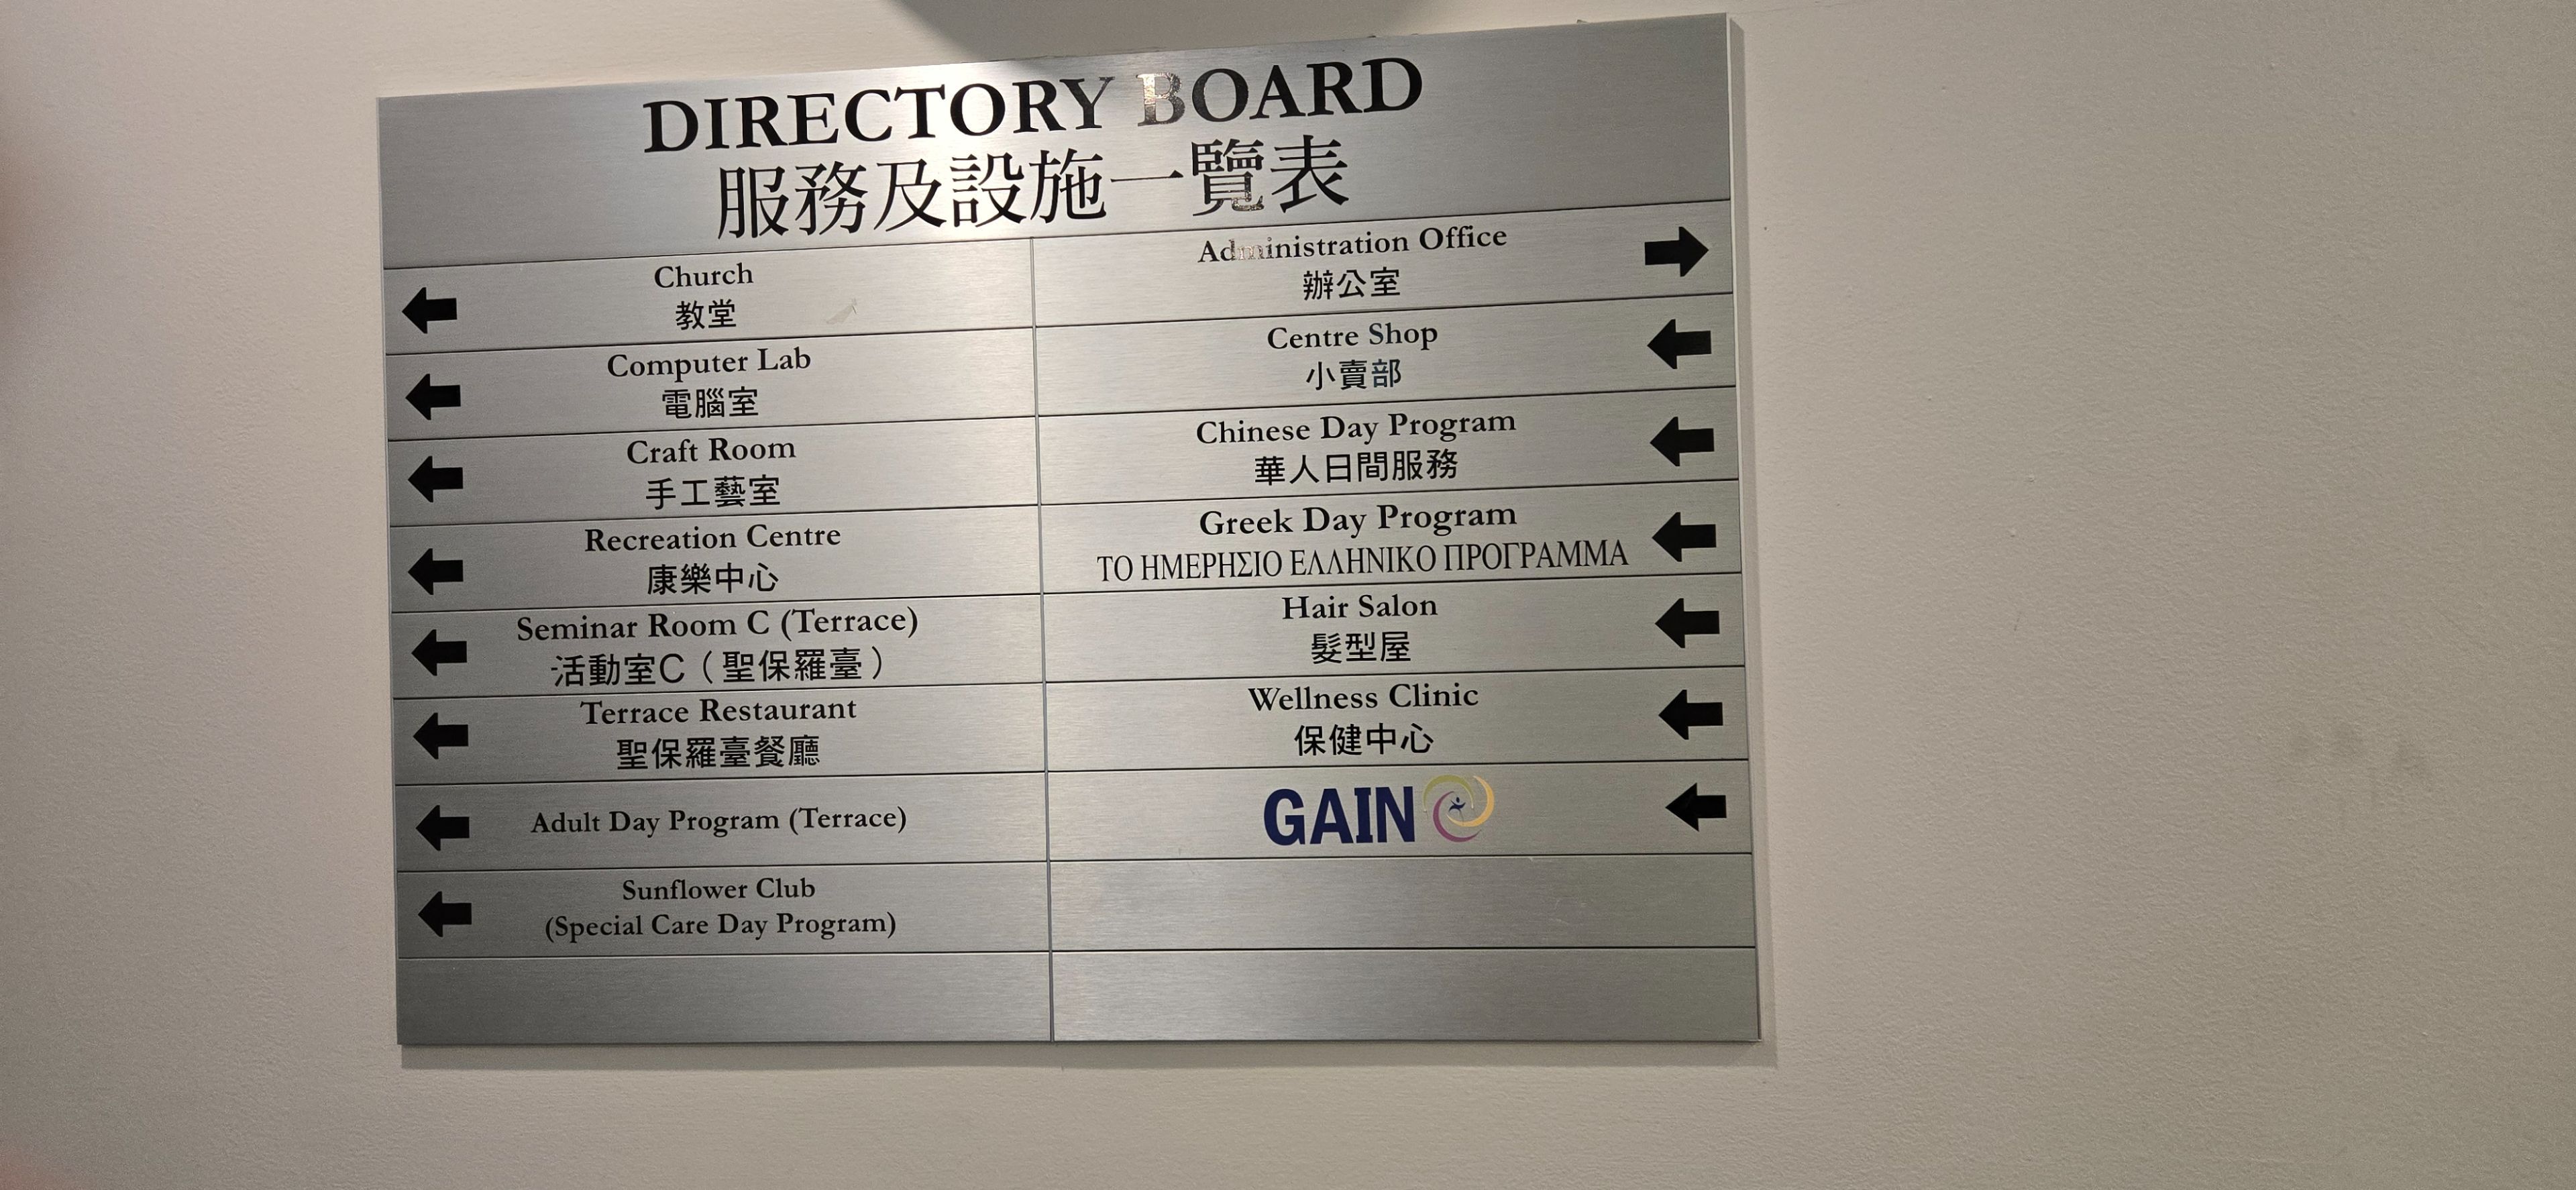 DIRECTORY BOARD
服務及設施一覽表
Church
教堂
Computer Lab
電腦室
Craft Room
手工藝室
Recreation Centre
康樂中心
Seminar Room C (Terrace)
活動室C（聖保羅臺）
Terrace Restaurant
聖保羅臺餐廳
Adult Day Program (Terrace)
Sunflower Club
(Special Care Day Program)
Administration Office
辦公室
Centre Shop
小賣部
Chinese Day Program
華人日間服務
Greek Day Program
ΤΟ ΗΜΕΡΗΣΙΟ ΕΛΛΗΝΙΚΟ ΠΡΟΓΡΑΜΜΑ
Hair Salon
髮型屋
Wellness Clinic
保健中心
GAIN